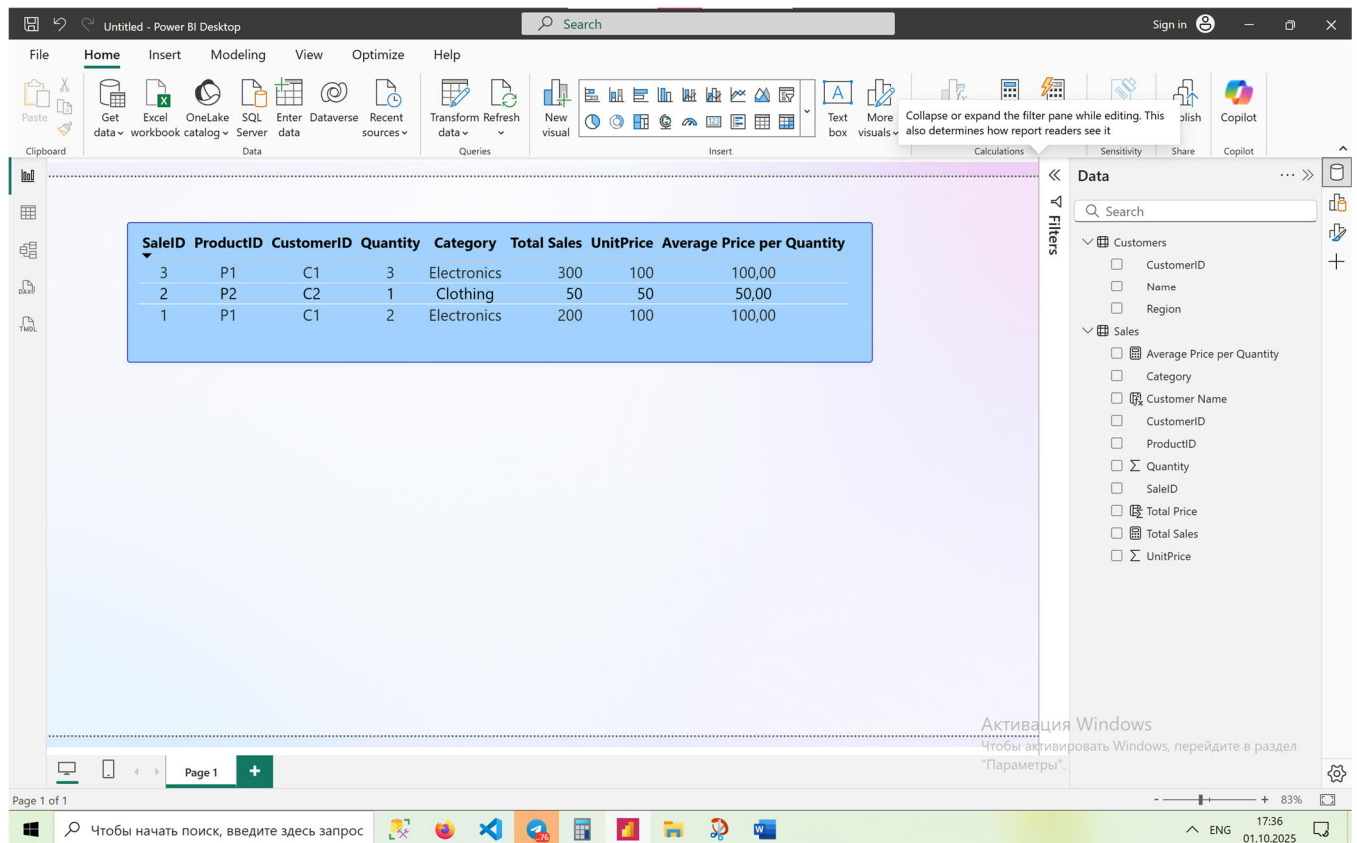 Untitled - Power BI Desktop
Search
Sign in
File Home Insert Modeling View Optimize Help
Paste
Get data
Excel workbook
OneLake catalog
SQL Server
Enter data
Dataverse
Recent sources
Transform data
Refresh
New visual
Text box
More visuals
Collapse or expand the filter pane while editing. This
also determines how report readers see it
Copilot
Clipboard Data Queries Insert Calculations Sensitivity Share Copilot
DAX
TMDL
SaleID ProductID CustomerID Quantity Category Total Sales UnitPrice Average Price per Quantity
3 P1 C1 3 Electronics 300 100 100,00
2 P2 C2 1 Clothing 50 50 50,00
1 P1 C1 2 Electronics 200 100 100,00
Filters
Data
Search
Customers
CustomerID
Name
Region
Sales
Average Price per Quantity
Category
Customer Name
CustomerID
ProductID
Quantity
SaleID
Total Price
Total Sales
UnitPrice
Активация Windows
Чтобы активировать Windows, перейдите в раздел
"Параметры".
Page 1
Page 1 of 1
83%
Чтобы начать поиск, введите здесь запрос
ENG
17:36
01.10.2025